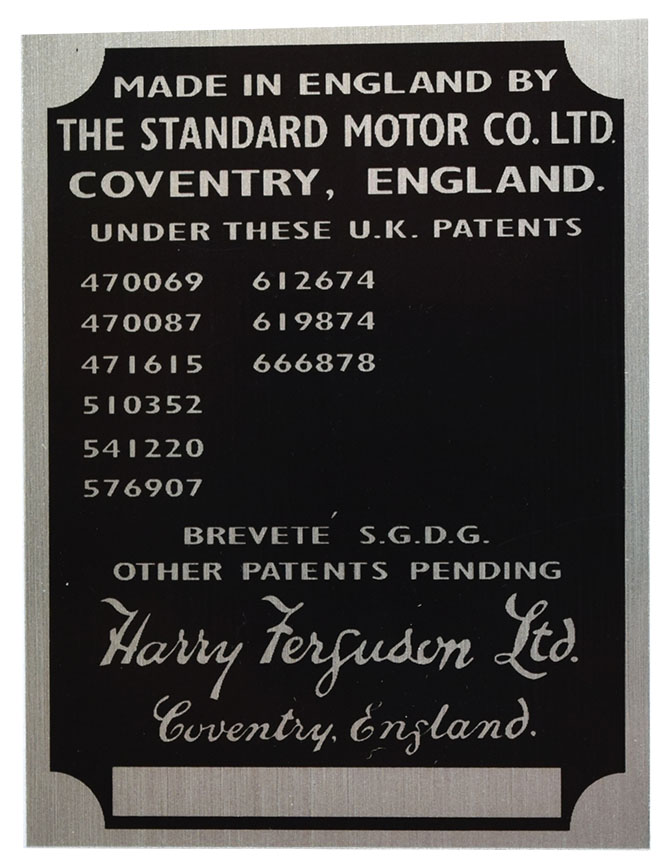 MADE IN ENGLAND BY
THE STANDARD MOTOR CO. LTD.
COVENTRY, ENGLAND.
UNDER THESE U.K. PATENTS
470069 612674
470087 619874
471615 666878
510352
541220
576907
BREVETÉ S.G.D.G.
OTHER PATENTS PENDING
Harry Ferguson Ltd.
Coventry, England.